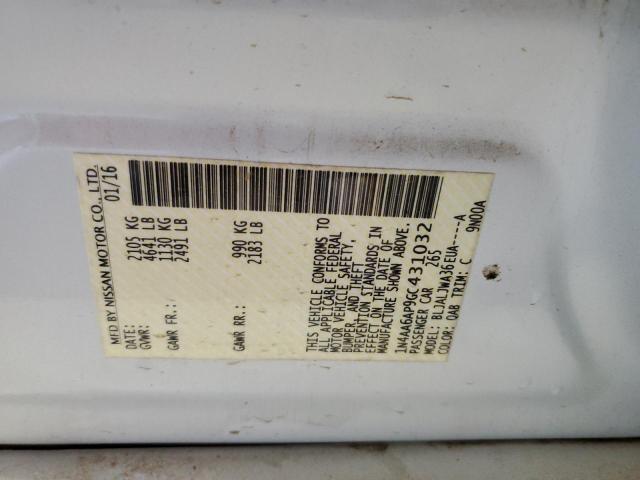 MFD BY NISSAN MOTOR CO., LTD.
DATE: 01/16
GVWR: 2105 KG
4641 LB
GAWR FR.: 1130 KG
2491 LB
GAWR RR.: 990 KG
2183 LB
THIS VEHICLE CONFORMS TO
ALL APPLICABLE FEDERAL
MOTOR VEHICLE SAFETY,
BUMPER, AND THEFT
PREVENTION STANDARDS IN
EFFECT ON THE DATE OF
MANUFACTURE SHOWN ABOVE.
1N4AA6AP9GC431032
PASSENGER CAR 265
MODEL: BLJALJWA36EUA----A
COLOR: QAB TRIM: C 9N00A